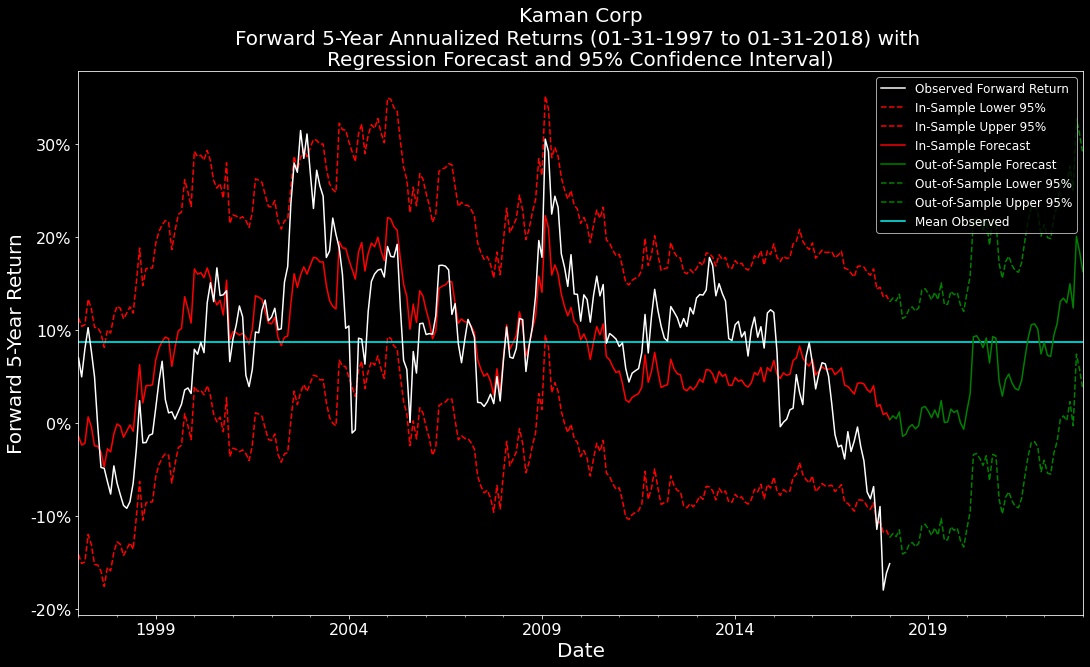 Kaman Corp
Forward 5-Year Annualized Returns (01-31-1997 to 01-31-2018) with
Regression Forecast and 95% Confidence Interval)
Observed Forward Return
In-Sample Lower 95%
In-Sample Upper 95%
In-Sample Forecast
Out-of-Sample Forecast
Out-of-Sample Lower 95%
Out-of-Sample Upper 95%
Mean Observed
Forward 5-Year Return
30%
20%
10%
0%
-10%
-20%
1999
2004
2009
2014
2019
Date